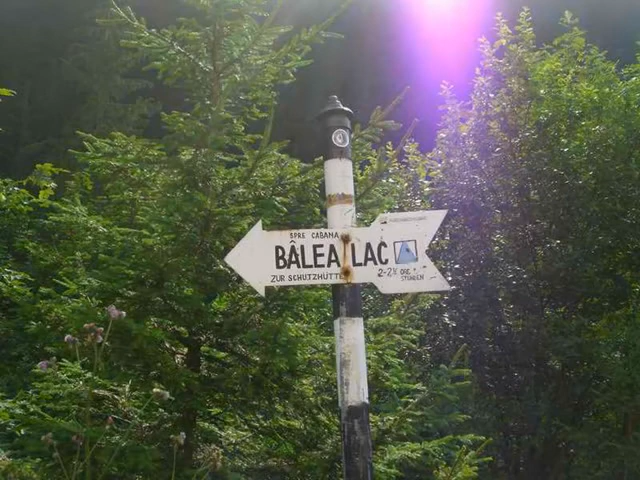 SPRE CABANA
BÂLEA LAC
ZUR SCHUTZHÜTTE
2-2½ ORE
STUNDEN